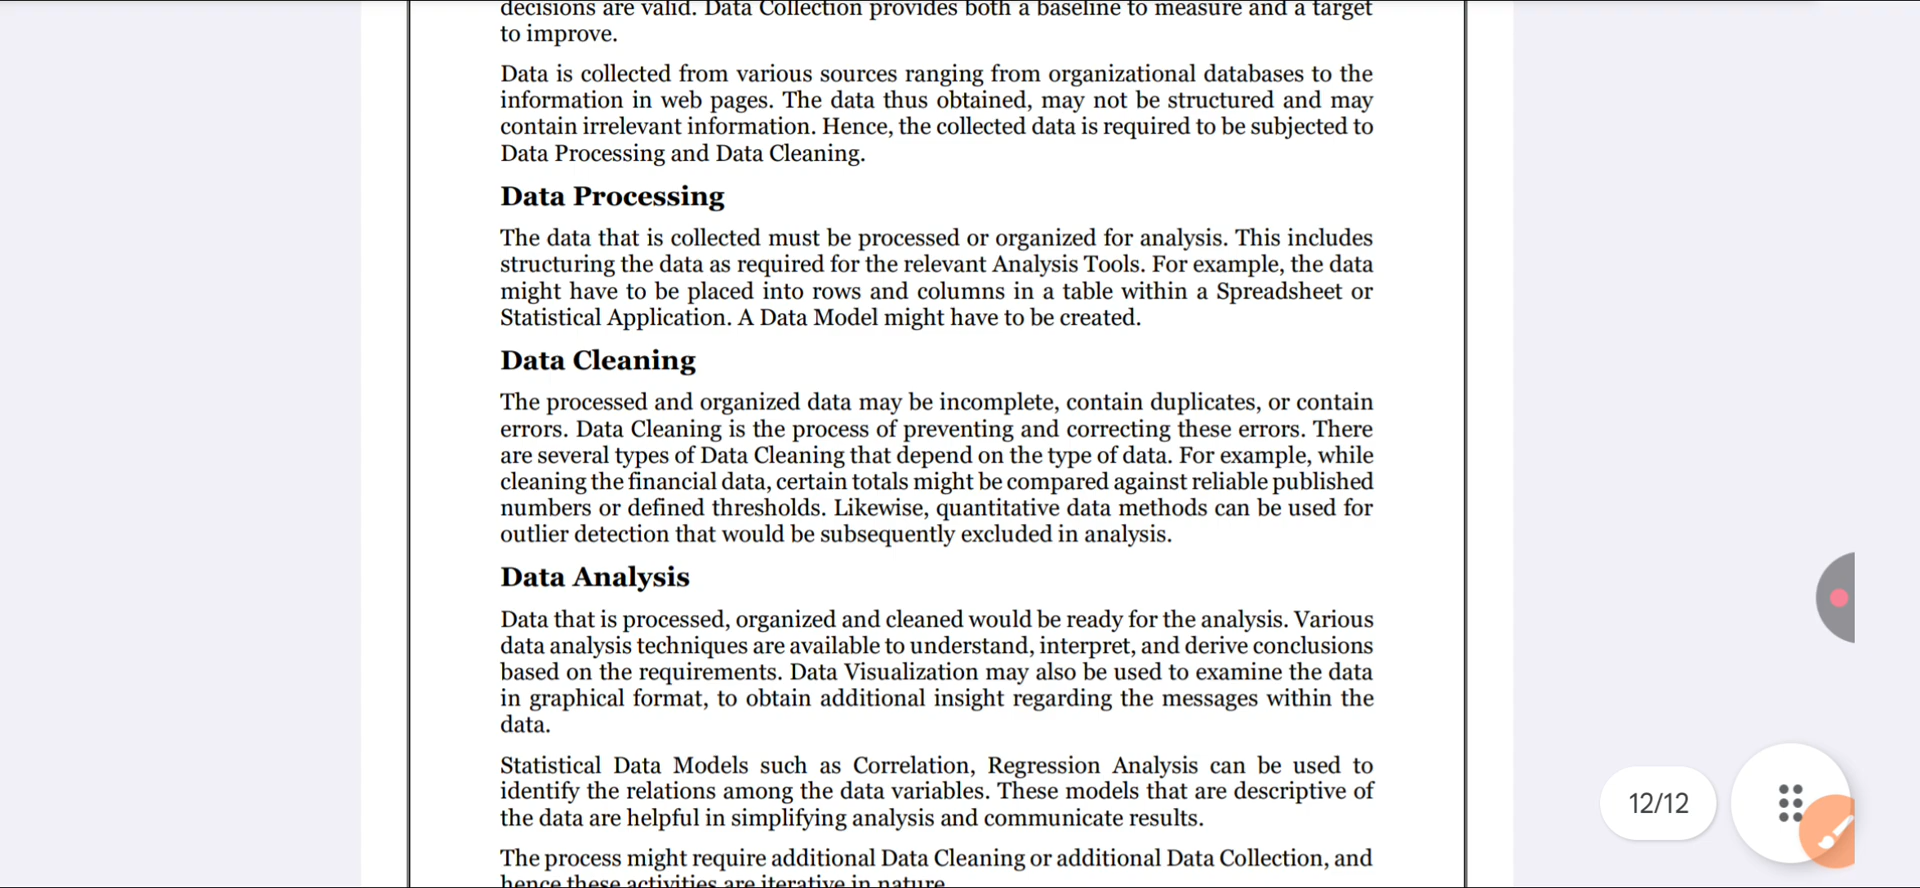 decisions are valid. Data Collection provides both a baseline to measure and a target
to improve.
Data is collected from various sources ranging from organizational databases to the
information in web pages. The data thus obtained, may not be structured and may
contain irrelevant information. Hence, the collected data is required to be subjected to
Data Processing and Data Cleaning.
Data Processing
The data that is collected must be processed or organized for analysis. This includes
structuring the data as required for the relevant Analysis Tools. For example, the data
might have to be placed into rows and columns in a table within a Spreadsheet or
Statistical Application. A Data Model might have to be created.
Data Cleaning
The processed and organized data may be incomplete, contain duplicates, or contain
errors. Data Cleaning is the process of preventing and correcting these errors. There
are several types of Data Cleaning that depend on the type of data. For example, while
cleaning the financial data, certain totals might be compared against reliable published
numbers or defined thresholds. Likewise, quantitative data methods can be used for
outlier detection that would be subsequently excluded in analysis.
Data Analysis
Data that is processed, organized and cleaned would be ready for the analysis. Various
data analysis techniques are available to understand, interpret, and derive conclusions
based on the requirements. Data Visualization may also be used to examine the data
in graphical format, to obtain additional insight regarding the messages within the
data.
Statistical Data Models such as Correlation, Regression Analysis can be used to
identify the relations among the data variables. These models that are descriptive of
the data are helpful in simplifying analysis and communicate results.
The process might require additional Data Cleaning or additional Data Collection, and
hence these activities are iterative in nature.
12/12